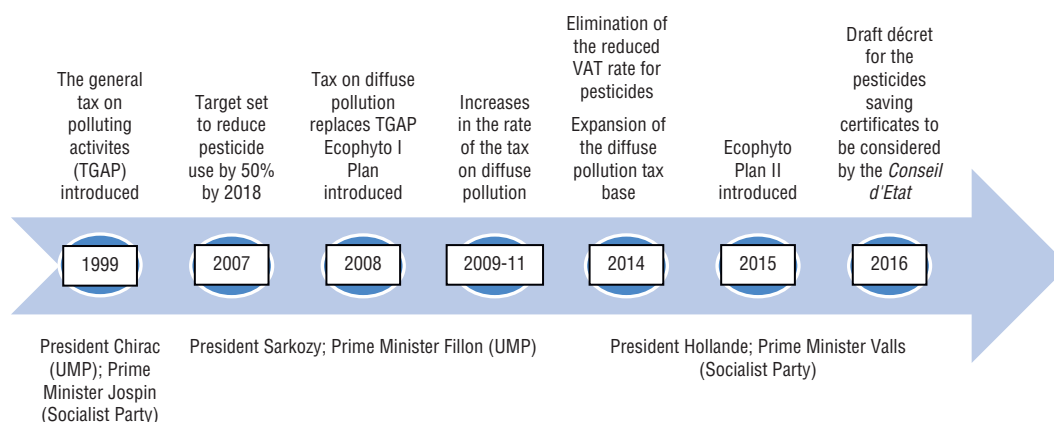 The general
tax on
polluting
activites
(TGAP)
introduced
Target set
to reduce
pesticide
use by 50%
by 2018
Tax on diffuse
pollution
replaces TGAP
Ecophyto I
Plan
introduced
Increases
in the rate
of the tax
on diffuse
pollution
Elimination of
the reduced
VAT rate for
pesticides
Expansion of
the diffuse
pollution tax
base
Ecophyto
Plan II
introduced
Draft décret
for the
pesticides
saving
certificates to
be considered
by the Conseil
d'Etat
1999
2007
2008
2009-11
2014
2015
2016
President Chirac
(UMP); Prime
Minister Jospin
(Socialist Party)
President Sarkozy; Prime Minister Fillon (UMP)
President Hollande; Prime Minister Valls
(Socialist Party)